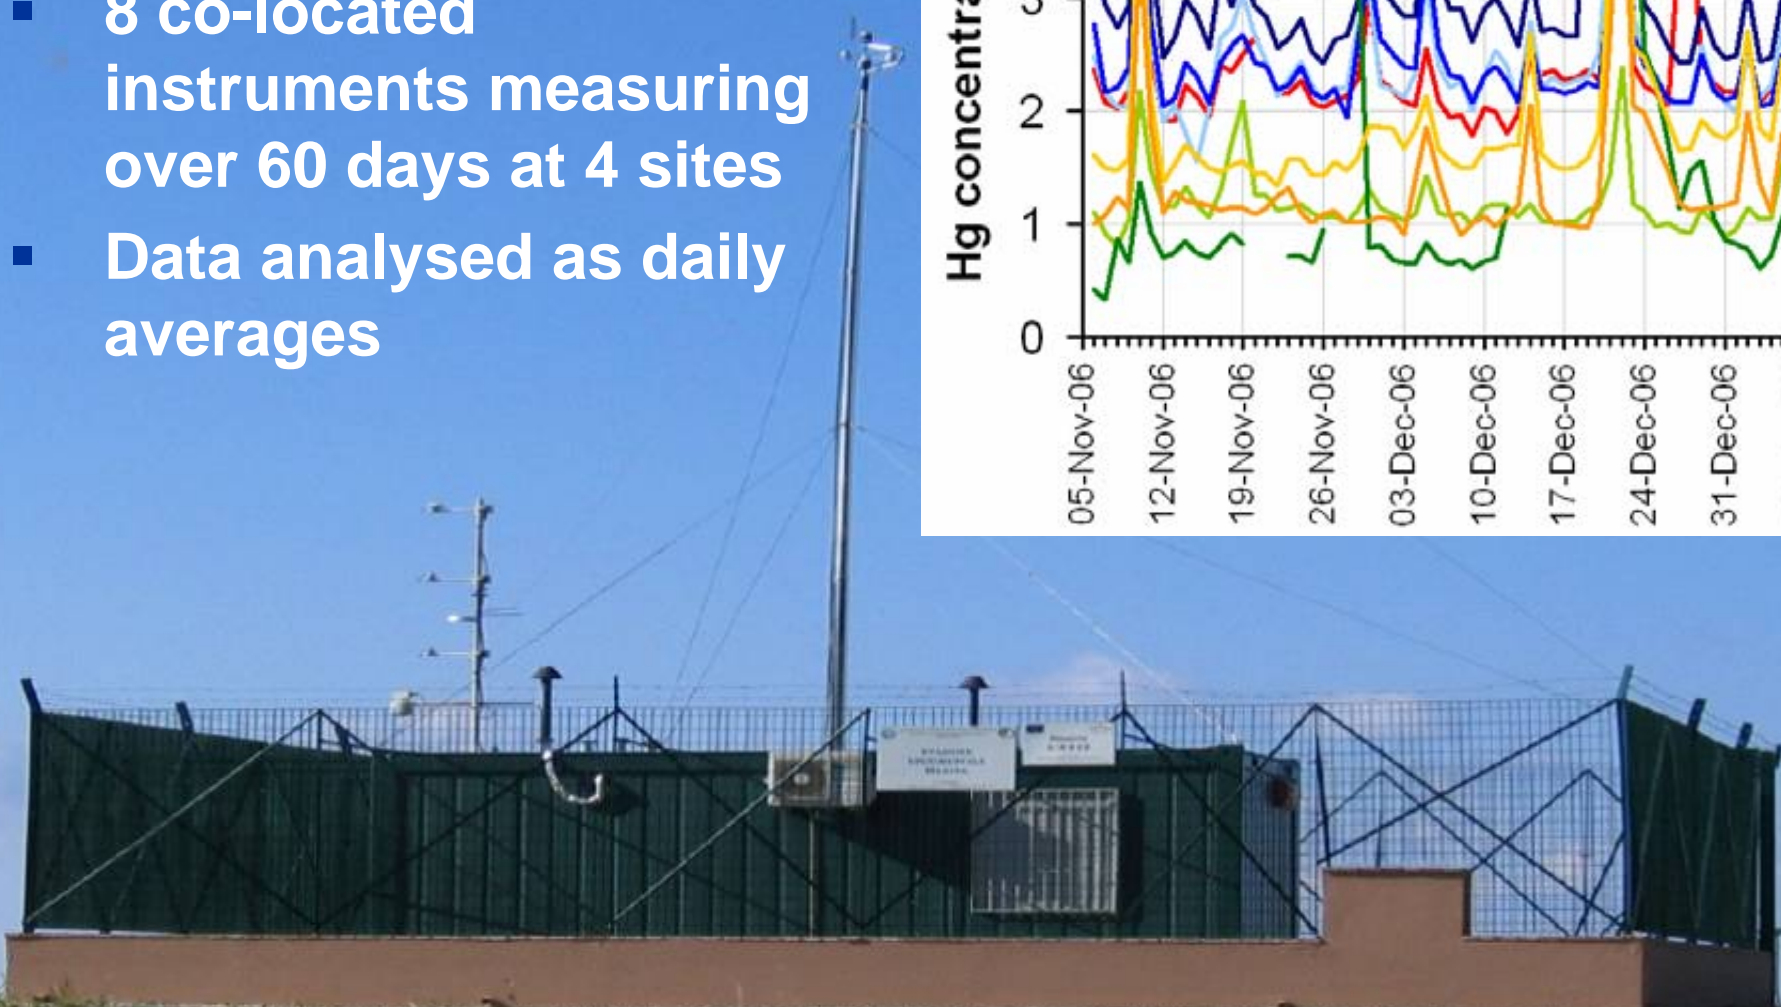 8 co-located
instruments measuring
over 60 days at 4 sites
Data analysed as daily
averages
Hg concentra
3
2
1
0
05-Nov-06
12-Nov-06
19-Nov-06
26-Nov-06
03-Dec-06
10-Dec-06
17-Dec-06
24-Dec-06
31-Dec-06